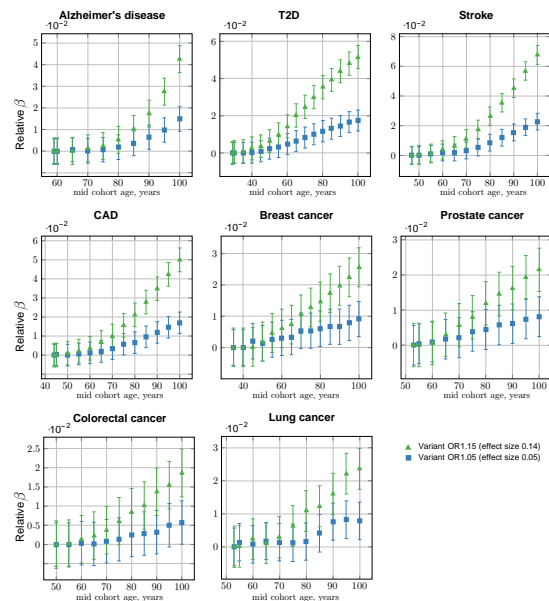 Alzheimer's disease
·10⁻²
5
4
3
2
1
0
60 70 80 90 100
mid cohort age, years
Relative β
T2D
·10⁻²
6
4
2
0
40 60 80 100
mid cohort age, years
Stroke
·10⁻²
8
6
4
2
0
50 60 70 80 90 100
mid cohort age, years
CAD
·10⁻²
6
5
4
3
2
1
0
40 50 60 70 80 90 100
mid cohort age, years
Relative β
Breast cancer
·10⁻²
3
2
1
0
40 60 80 100
mid cohort age, years
Prostate cancer
·10⁻²
3
2
1
0
50 60 70 80 90 100
mid cohort age, years
Colorectal cancer
·10⁻²
2.5
2
1.5
1
0.5
0
50 60 70 80 90 100
mid cohort age, years
Relative β
Lung cancer
·10⁻²
3
2
1
0
50 60 70 80 90 100
mid cohort age, years
Variant OR1.15 (effect size 0.14)
Variant OR1.05 (effect size 0.05)